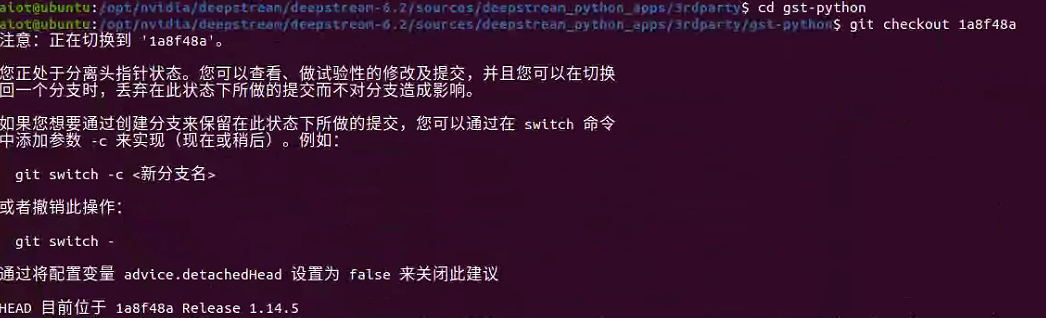 aiot@ubuntu:/opt/nvidia/deepstream/deepstream-6.2/sources/deepstream_python_apps/3rdparty$ cd gst-python
aiot@ubuntu:/opt/nvidia/deepstream/deepstream-6.2/sources/deepstream_python_apps/3rdparty/gst-python$ git checkout 1a8f48a
注意：正在切换到 '1a8f48a'。
您正处于分离头指针状态。您可以查看、做试验性的修改及提交，并且您可以在切换
回一个分支时，丢弃在此状态下所做的提交而不对分支造成影响。
如果您想要通过创建分支来保留在此状态下所做的提交，您可以通过在 switch 命令
中添加参数 -c 来实现（现在或稍后）。例如：
git switch -c <新分支名>
或者撤销此操作：
git switch -
通过将配置变量 advice.detachedHead 设置为 false 来关闭此建议
HEAD 目前位于 1a8f48a Release 1.14.5